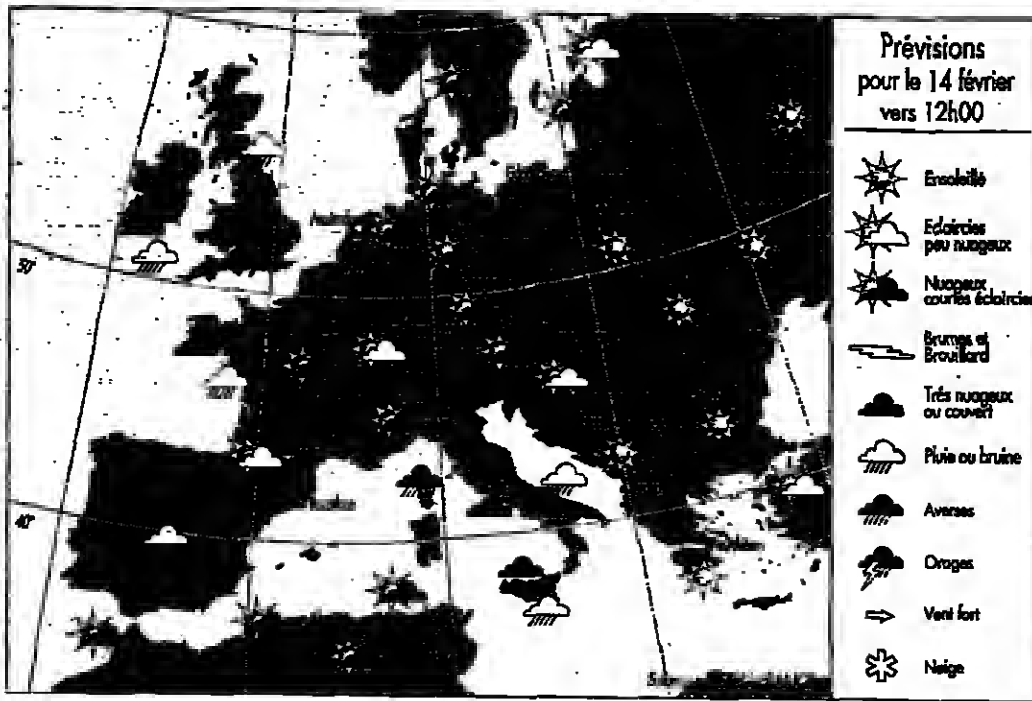 Prévisions
pour le 14 février
vers 12h00
Ensoleillé
Eclaircies
peu nuageux
Nuageux
courtes éclaircies
Brumes et
Brouillard
Très nuageux
ou couvert
Pluie ou bruine
Averses
Orages
Vent fort
Neige
50°
40°